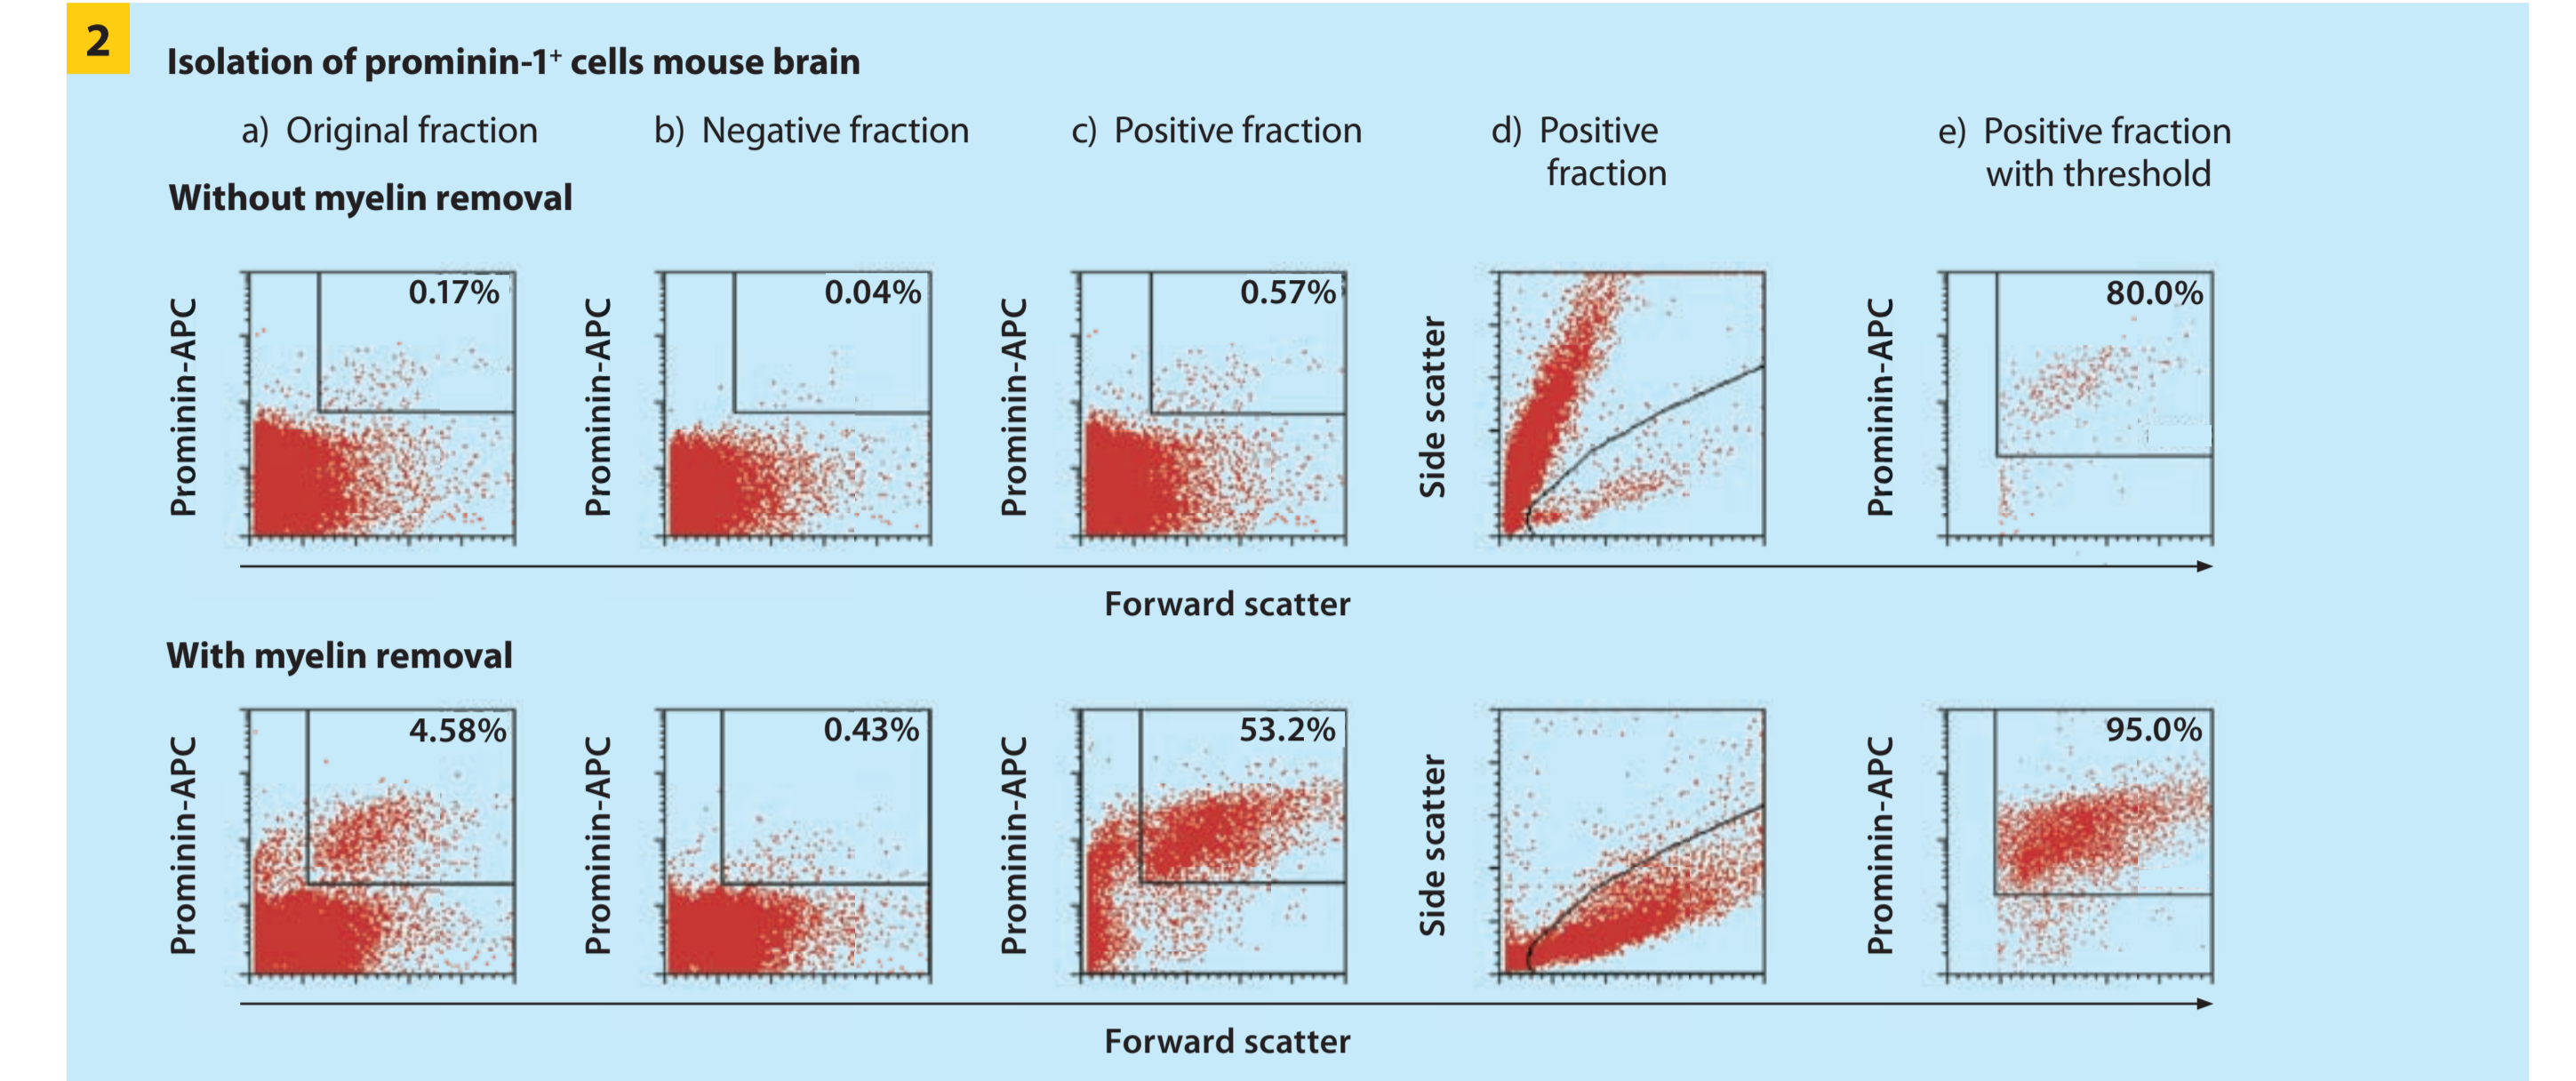 2
Isolation of prominin-1⁺ cells mouse brain
a) Original fraction
b) Negative fraction
c) Positive fraction
d) Positive
fraction
e) Positive fraction
with threshold
Without myelin removal
Prominin-APC
0.17%
Prominin-APC
0.04%
Prominin-APC
0.57%
Side scatter
Prominin-APC
80.0%
Forward scatter
With myelin removal
Prominin-APC
4.58%
Prominin-APC
0.43%
Prominin-APC
53.2%
Side scatter
Prominin-APC
95.0%
Forward scatter